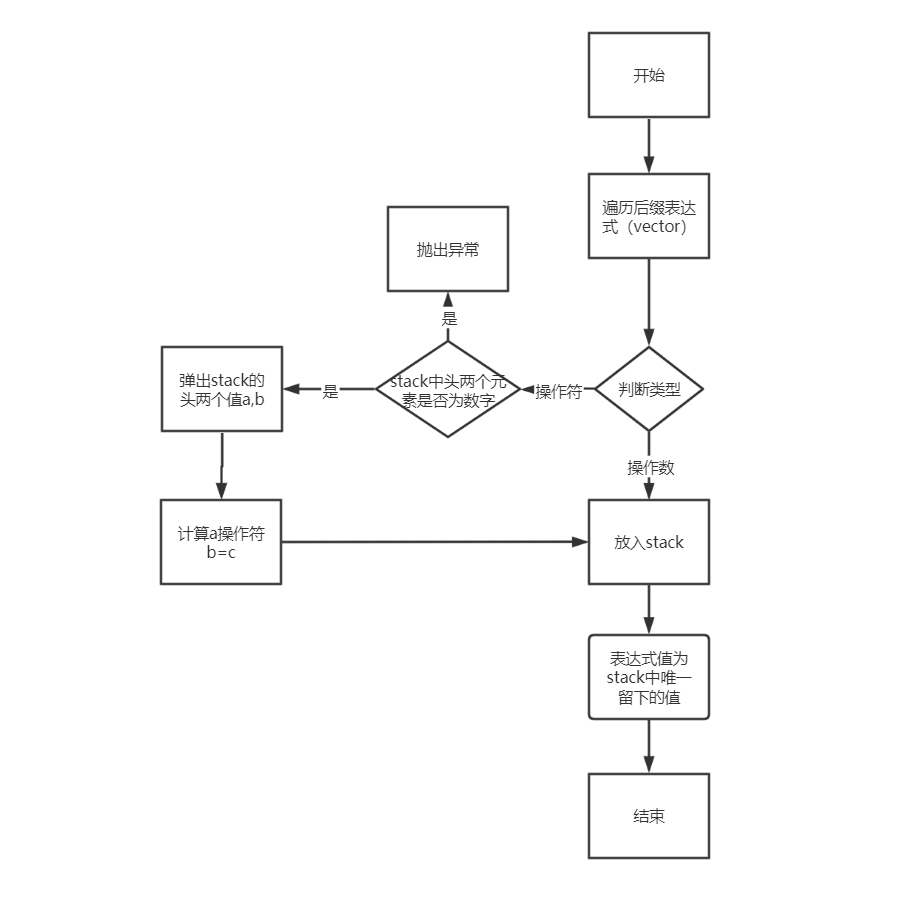 开始
遍历后缀表达
式（vector）
抛出异常
是
弹出stack的
头两个值a,b
是
stack中头两个元
素是否为数字
操作符
判断类型
操作数
计算a操作符
b=c
放入stack
表达式值为
stack中唯一
留下的值
结束